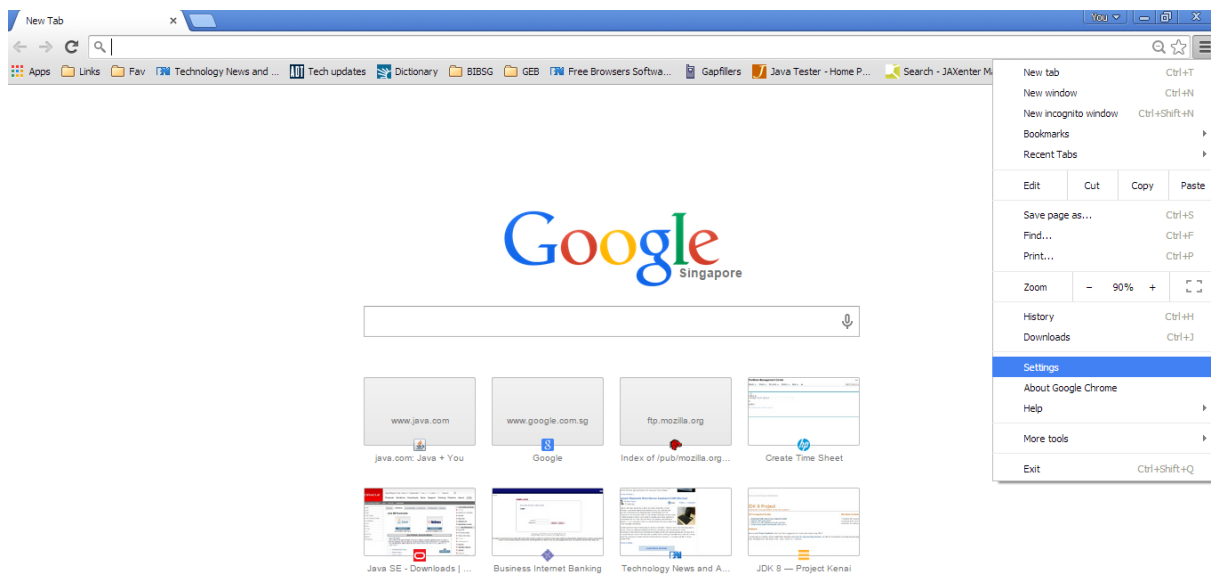 New Tab
You
Apps Links Fav Technology News and ... Tech updates Dictionary BIBSG GEB Free Browsers Softwa... Gapfillers Java Tester - Home P... Search - JAXenter Ma
New tab Ctrl+T
New window Ctrl+N
New incognito window Ctrl+Shift+N
Bookmarks
Recent Tabs
Edit Cut Copy Paste
Save page as... Ctrl+S
Find... Ctrl+F
Print... Ctrl+P
Zoom - 90% +
History Ctrl+H
Downloads Ctrl+J
Settings
About Google Chrome
Help
More tools
Exit Ctrl+Shift+Q
Google
Singapore
www.java.com www.google.com.sg ftp.mozilla.org
java.com: Java + You Google Index of /pub/mozilla.org... Create Time Sheet
Java SE - Downloads | ... Business Internet Banking Technology News and A... JDK 8 — Project Kenai